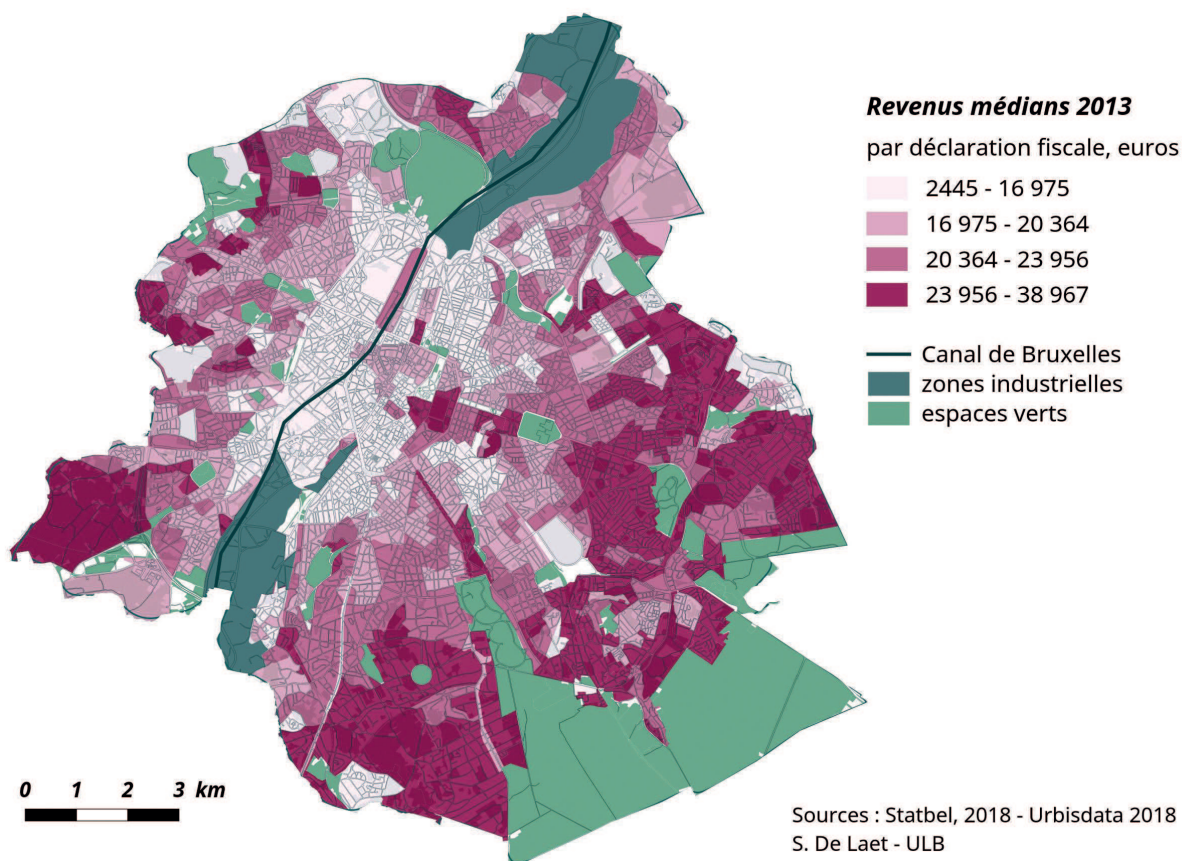 Revenus médians 2013
par déclaration fiscale, euros
2445 - 16 975
16 975 - 20 364
20 364 - 23 956
23 956 - 38 967
Canal de Bruxelles
zones industrielles
espaces verts
0 1 2 3 km
Sources : Statbel, 2018 - Urbisdata 2018
S. De Laet - ULB